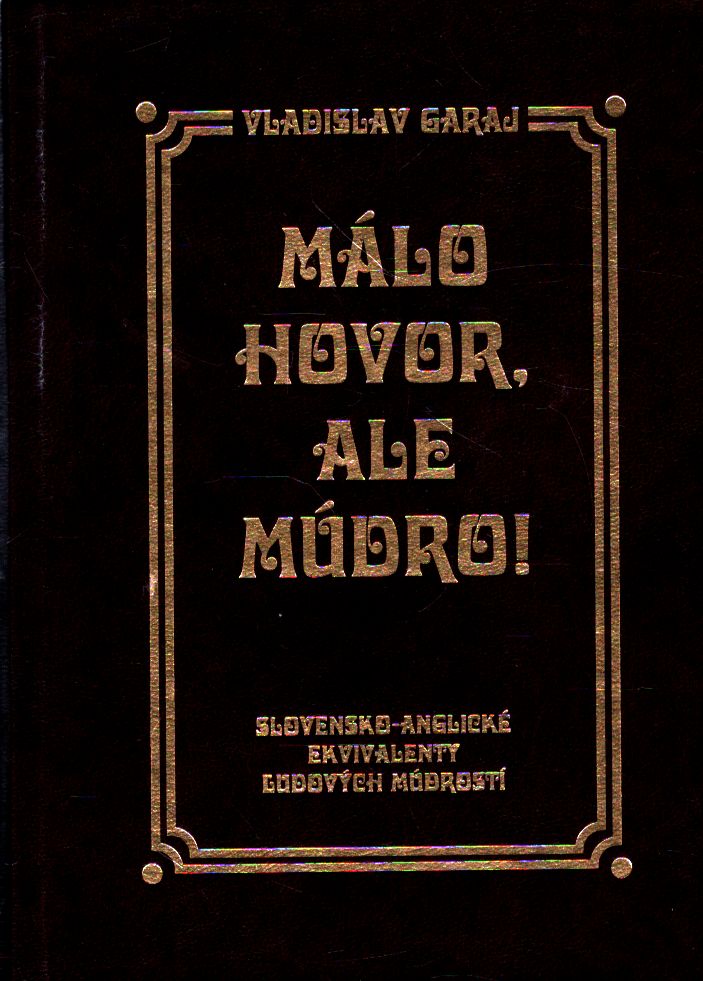 VLADISLAV GARAJ
MÁLO
HOVOR,
ALE
MÚDRO!
SLOVENSKO-ANGLICKÉ
EKVIVALENTY
ĽUDOVÝCH MÚDROSTÍ